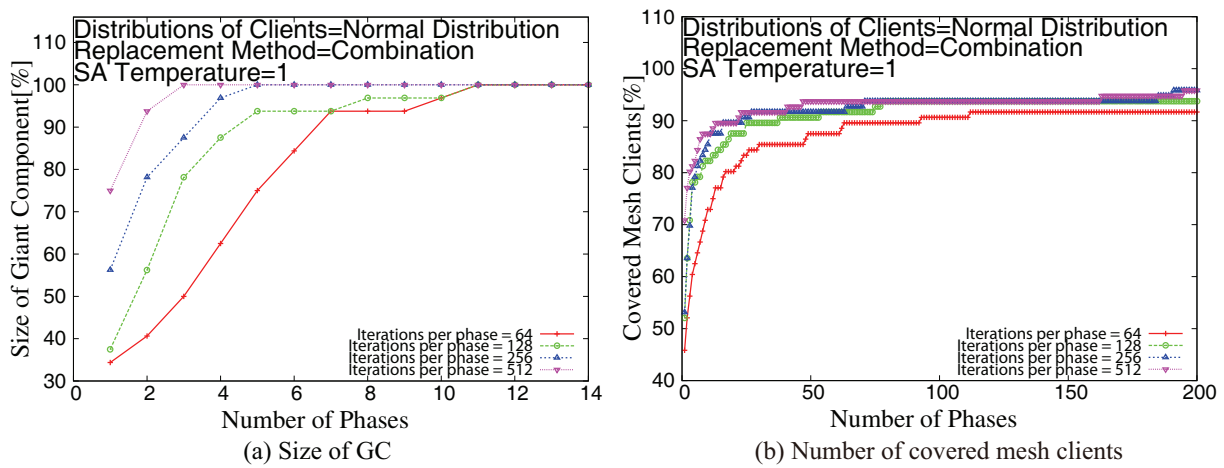 Distributions of Clients=Normal Distribution
Replacement Method=Combination
SA Temperature=1
Size of Giant Component[%]
110
100
90
80
70
60
50
40
30
0 2 4 6 8 10 12 14
Iterations per phase = 64
Iterations per phase = 128
Iterations per phase = 256
Iterations per phase = 512
Number of Phases
(a) Size of GC
Distributions of Clients=Normal Distribution
Replacement Method=Combination
SA Temperature=1
Covered Mesh Clients[%]
110
100
90
80
70
60
50
40
0 50 100 150 200
Iterations per phase = 64
Iterations per phase = 128
Iterations per phase = 256
Iterations per phase = 512
Number of Phases
(b) Number of covered mesh clients